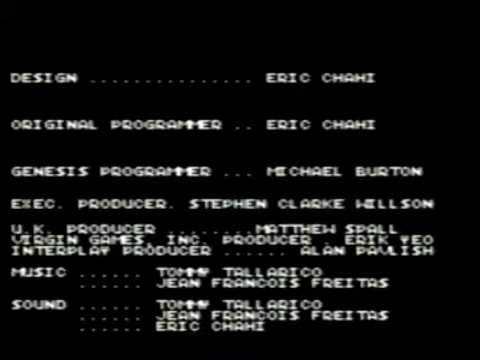 DESIGN ............... ERIC CHAHI
ORIGINAL PROGRAMMER .. ERIC CHAHI
GENESIS PROGRAMMER ... MICHAEL BURTON
EXEC. PRODUCER. STEPHEN CLARKE WILLSON
U.K. PRODUCER ........MATTHEW SPALL
VIRGIN GAMES, INC. PRODUCER . ERIK YEO
INTERPLAY PRODUCER ...... ALAN PAVLISH
MUSIC ...... TOMMY TALLARICO
...... JEAN FRANCOIS FREITAS
SOUND ...... TOMMY TALLARICO
...... JEAN FRANCOIS FREITAS
...... ERIC CHAHI